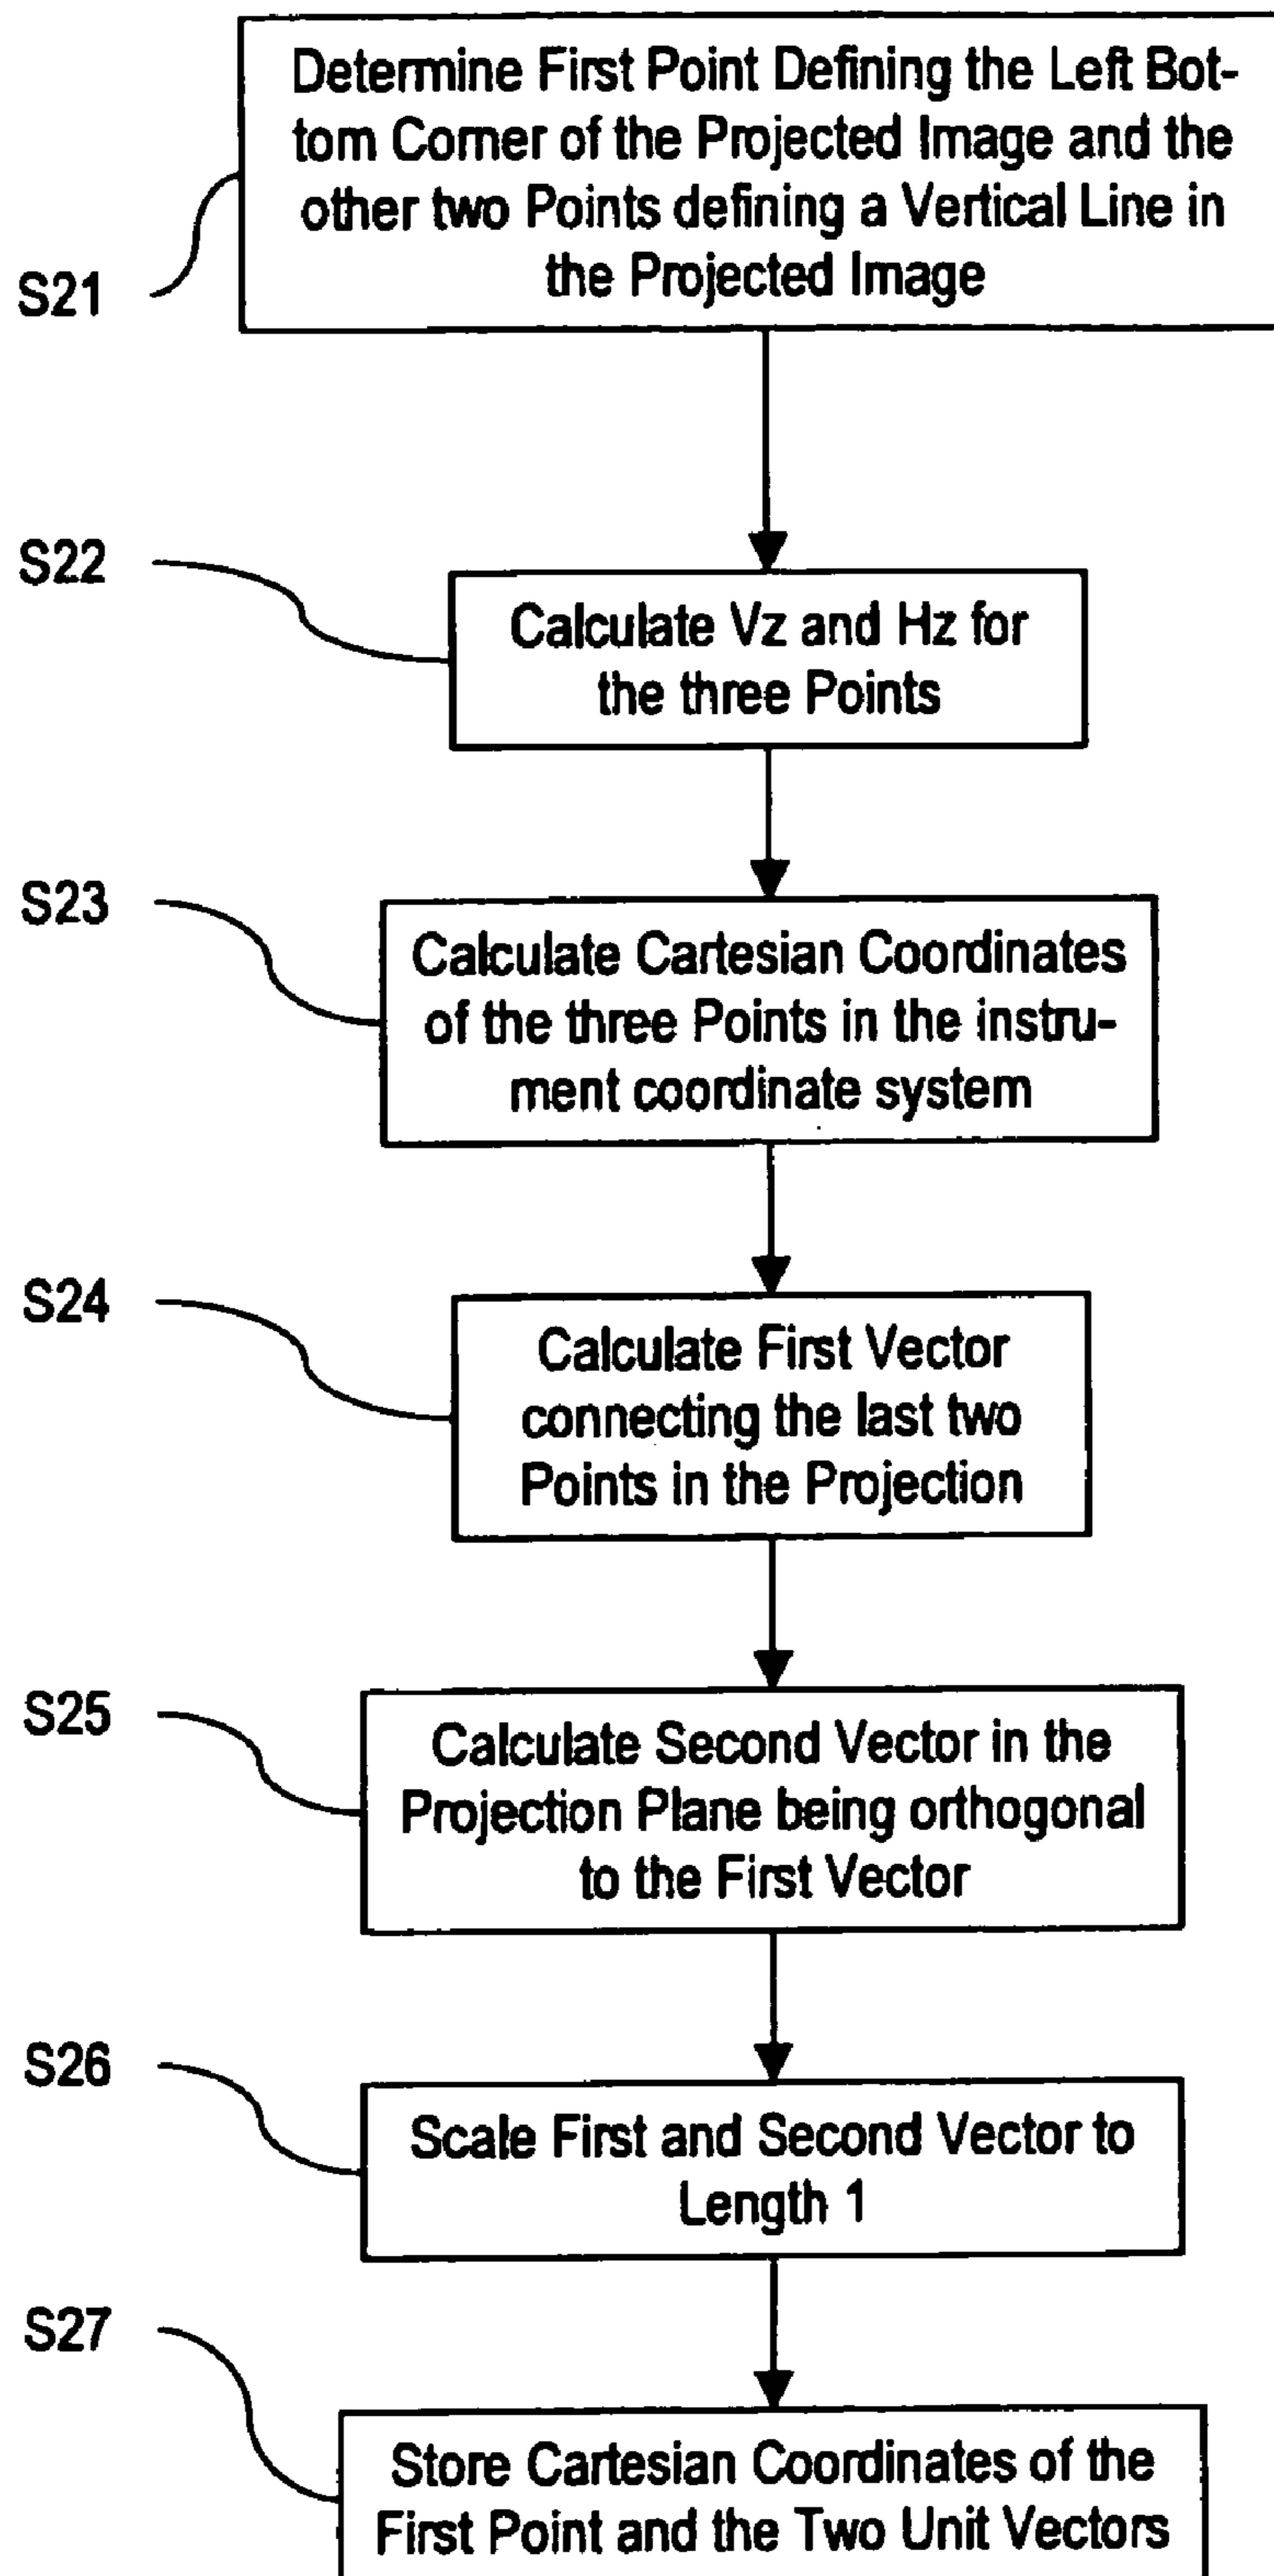 Determine First Point Defining the Left Bot-
tom Corner of the Projected Image and the
other two Points defining a Vertical Line in
the Projected Image
S21
S22
Calculate Vz and Hz for
the three Points
S23
Calculate Cartesian Coordinates
of the three Points in the instru-
ment coordinate system
S24
Calculate First Vector
connecting the last two
Points in the Projection
S25
Calculate Second Vector in the
Projection Plane being orthogonal
to the First Vector
S26
Scale First and Second Vector to
Length 1
S27
Store Cartesian Coordinates of the
First Point and the Two Unit Vectors